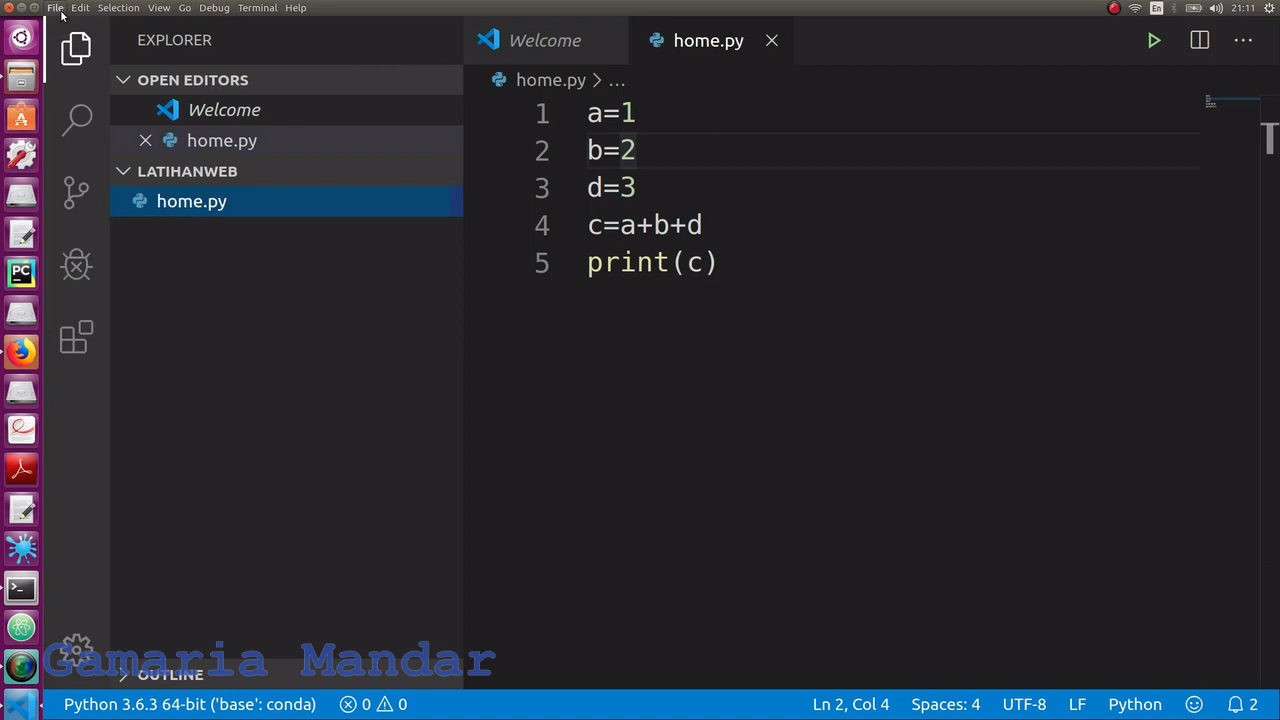 File Edit Selection View Go Debug Terminal Help
En 21:11
EXPLORER
OPEN EDITORS
Welcome
home.py
LATIHANWEB
home.py
OUTLINE
Welcome
home.py
home.py > ...
1 a=1
2 b=2
3 d=3
4 c=a+b+d
5 print(c)
PC
Gamaria Mandar
Python 3.6.3 64-bit ('base': conda) 0 0 Ln 2, Col 4 Spaces: 4 UTF-8 LF Python 2